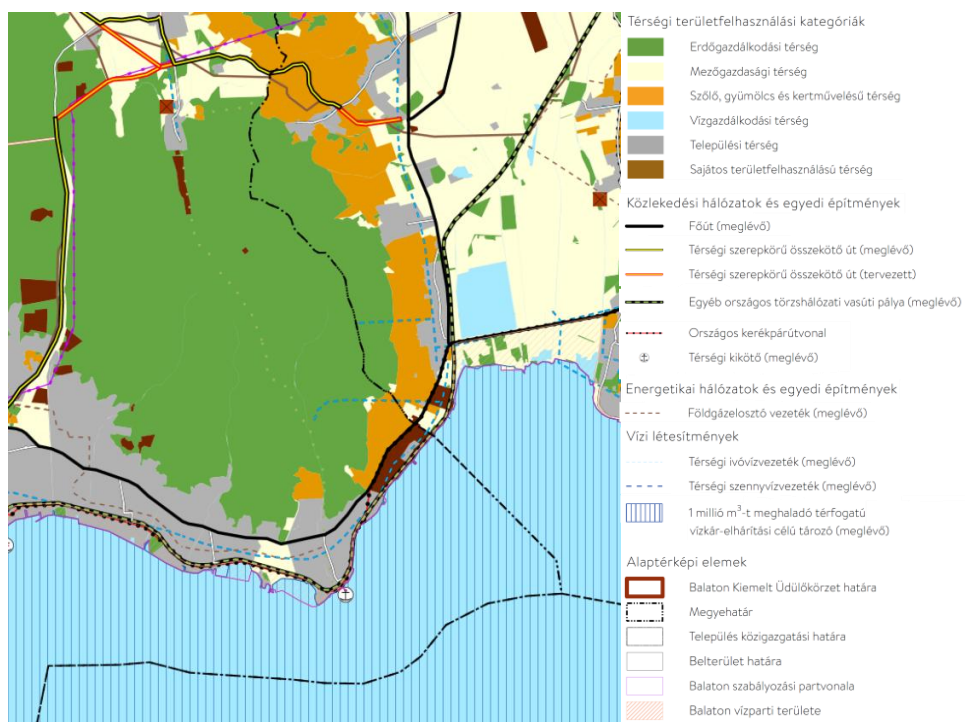 Térségi területfelhasználási kategóriák
Erdőgazdálkodási térség
Mezőgazdasági térség
Szőlő, gyümölcs és kertművelésű térség
Vízgazdálkodási térség
Települési térség
Sajátos területfelhasználású térség
Közlekedési hálózatok és egyedi építmények
Főút (meglévő)
Térségi szerepkörű összekötő út (meglévő)
Térségi szerepkörű összekötő út (tervezett)
Egyéb országos törzshálózati vasúti pálya (meglévő)
Országos kerékpárútvonal
Térségi kikötő (meglévő)
Energetikai hálózatok és egyedi építmények
Földgázelosztó vezeték (meglévő)
Vízi létesítmények
Térségi ivóvízvezeték (meglévő)
Térségi szennyvízvezeték (meglévő)
1 millió m³-t meghaladó térfogatú
vízkár-elhárítási célú tározó (meglévő)
Alaptérképi elemek
Balaton Kiemelt Üdülőkörzet határa
Megyehatár
Település közigazgatási határa
Belterület határa
Balaton szabályozási partvonala
Balaton vízparti területe